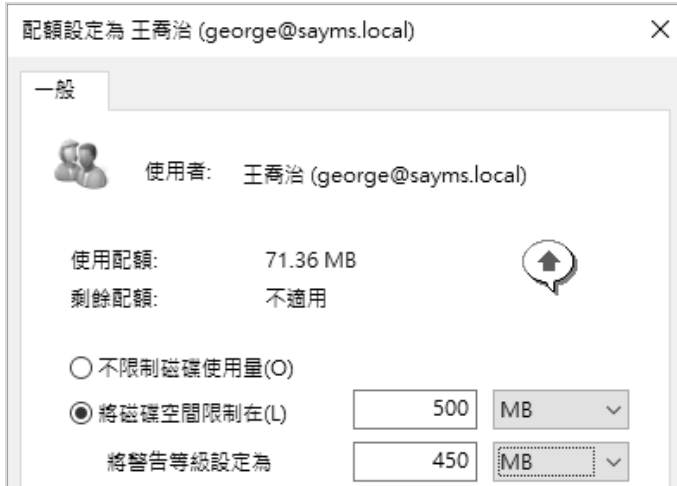 配額設定為 王喬治 (george@sayms.local)
一般
使用者: 王喬治 (george@sayms.local)
使用配額: 71.36 MB
剩餘配額: 不適用
不限制磁碟使用量(O)
將磁碟空間限制在(L) 500 MB
將警告等級設定為 450 MB